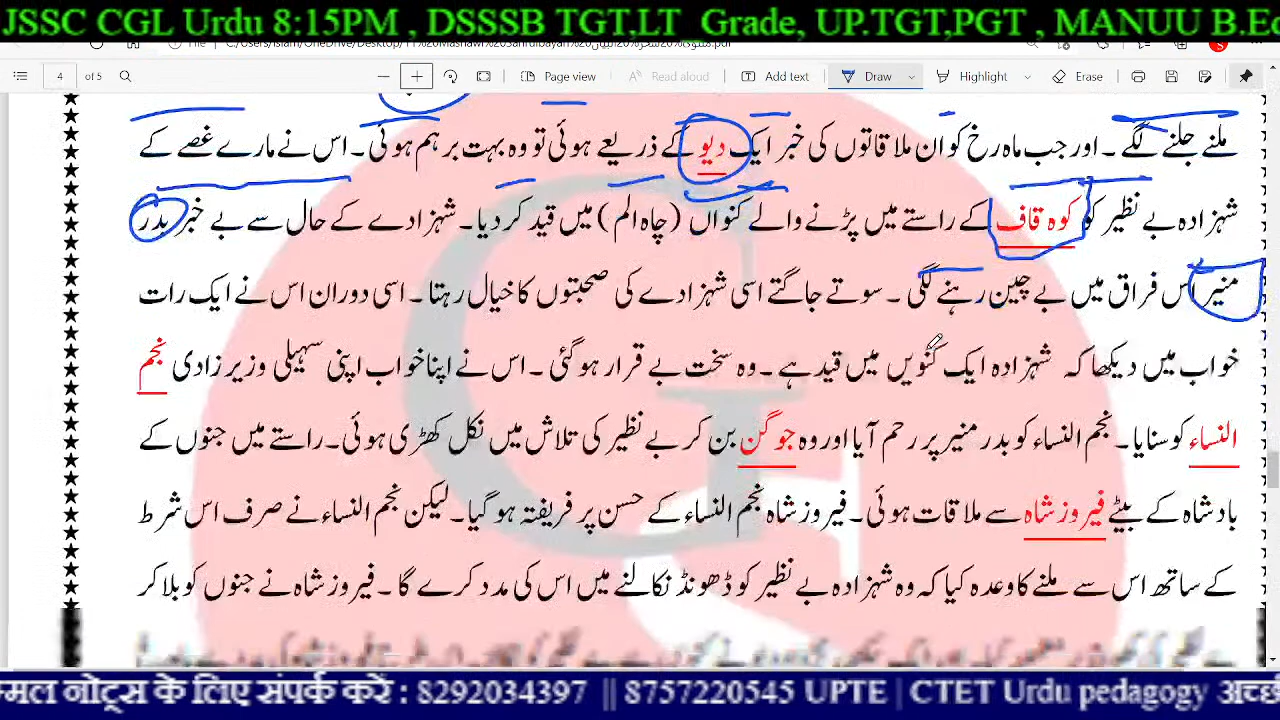 JSSC CGL Urdu 8:15PM , DSSSB TGT,LT_Grade, UP.TGT,PGT , MANUU B.Ed
4 of 5 Page view Read aloud Add text Draw Highlight Erase
ملنے جلنے لگے۔ اور جب ماہ رخ کو ان ملاقاتوں کی خبر ایک دیو کے ذریعے ہوئی تو وہ بہت برہم ہوئی۔ اس نے مارے غصے کے
شہزادہ بے نظیر کو کوہ قاف کے راستے میں پڑنے والے کنواں (چاہ الم) میں قید کر دیا۔ شہزادے کے حال سے بے خبر بدر
منیر اس فراق میں بے چین رہنے لگی۔ سوتے جاگتے اسی شہزادے کی صحبتوں کا خیال رہتا۔ اسی دوران اس نے ایک رات
خواب میں دیکھا کہ شہزادہ ایک کنویں میں قید ہے۔ وہ سخت بے قرار ہو گئی۔ اس نے اپنا خواب اپنی سہیلی وزیر زادی نجم
النساء کو سنایا۔ نجم النساء کو بدر منیر پر رحم آیا اور وہ جوگن بن کر بے نظیر کی تلاش میں نکل کھڑی ہوئی۔ راستے میں جنوں کے
بادشاہ کے بیٹے فیروز شاہ سے ملاقات ہوئی۔ فیروز شاہ نجم النساء کے حسن پر فریفتہ ہو گیا۔ لیکن نجم النساء نے صرف اس شرط
کے ساتھ اس سے ملنے کا وعدہ کیا کہ وہ شہزادہ بے نظیر کو ڈھونڈ نکالنے میں اس کی مدد کرے گا۔ فیروز شاہ نے جنوں کو بلا کر
म्मल नोट्स के लिए संपर्क करें : 8292034397 || 8757220545 UPTE | CTET Urdu pedagogy अच्छी